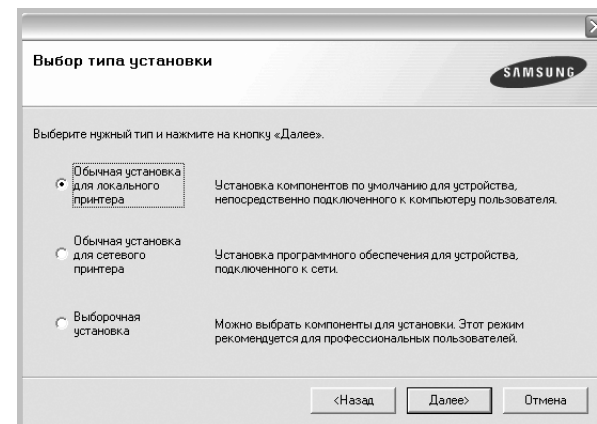 Выбор типа установки
SAMSUNG
Выберите нужный тип и нажмите на кнопку «Далее».
Обычная установка
для локального
принтера
Установка компонентов по умолчанию для устройства,
непосредственно подключенного к компьютеру пользователя.
Обычная установка
для сетевого
принтера
Установка программного обеспечения для устройства,
подключенного к сети.
Выборочная
установка
Можно выбрать компоненты для установки. Этот режим
рекомендуется для профессиональных пользователей.
<Назад
Далее>
Отмена